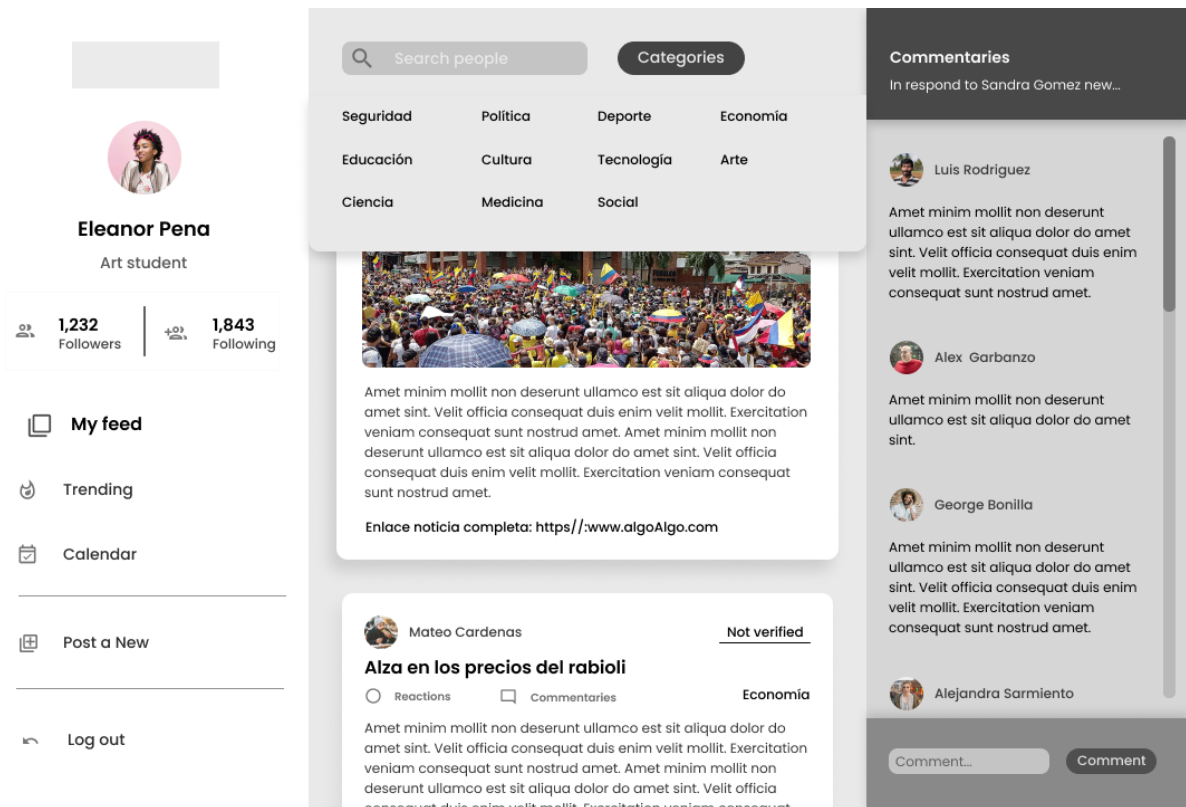 Eleanor Pena
Art student
1,232
Followers
1,843
Following
My feed
Trending
Calendar
Post a New
Log out
Search people
Categories
Seguridad Política Deporte Economía
Educación Cultura Tecnología Arte
Ciencia Medicina Social
Amet minim mollit non deserunt ullamco est sit aliqua dolor do
amet sint. Velit officia consequat duis enim velit mollit. Exercitation
veniam consequat sunt nostrud amet. Amet minim mollit non
deserunt ullamco est sit aliqua dolor do amet sint. Velit officia
consequat duis enim velit mollit. Exercitation veniam consequat
sunt nostrud amet.
Enlace noticia completa: https//:www.algoAlgo.com
Mateo Cardenas
Not verified
Alza en los precios del rabioli
Reactions Commentaries Economía
Amet minim mollit non deserunt ullamco est sit aliqua dolor do
amet sint. Velit officia consequat duis enim velit mollit. Exercitation
veniam consequat sunt nostrud amet. Amet minim mollit non
deserunt ullamco est sit aliqua dolor do amet sint. Velit officia
consequat duis enim velit mollit. Exercitation veniam consequat
Commentaries
In respond to Sandra Gomez new...
Luis Rodriguez
Amet minim mollit non deserunt
ullamco est sit aliqua dolor do amet
sint. Velit officia consequat duis enim
velit mollit. Exercitation veniam
consequat sunt nostrud amet.
Alex Garbanzo
Amet minim mollit non deserunt
ullamco est sit aliqua dolor do amet
sint.
George Bonilla
Amet minim mollit non deserunt
ullamco est sit aliqua dolor do amet
sint. Velit officia consequat duis enim
velit mollit. Exercitation veniam
consequat sunt nostrud amet.
Alejandra Sarmiento
Comment...
Comment